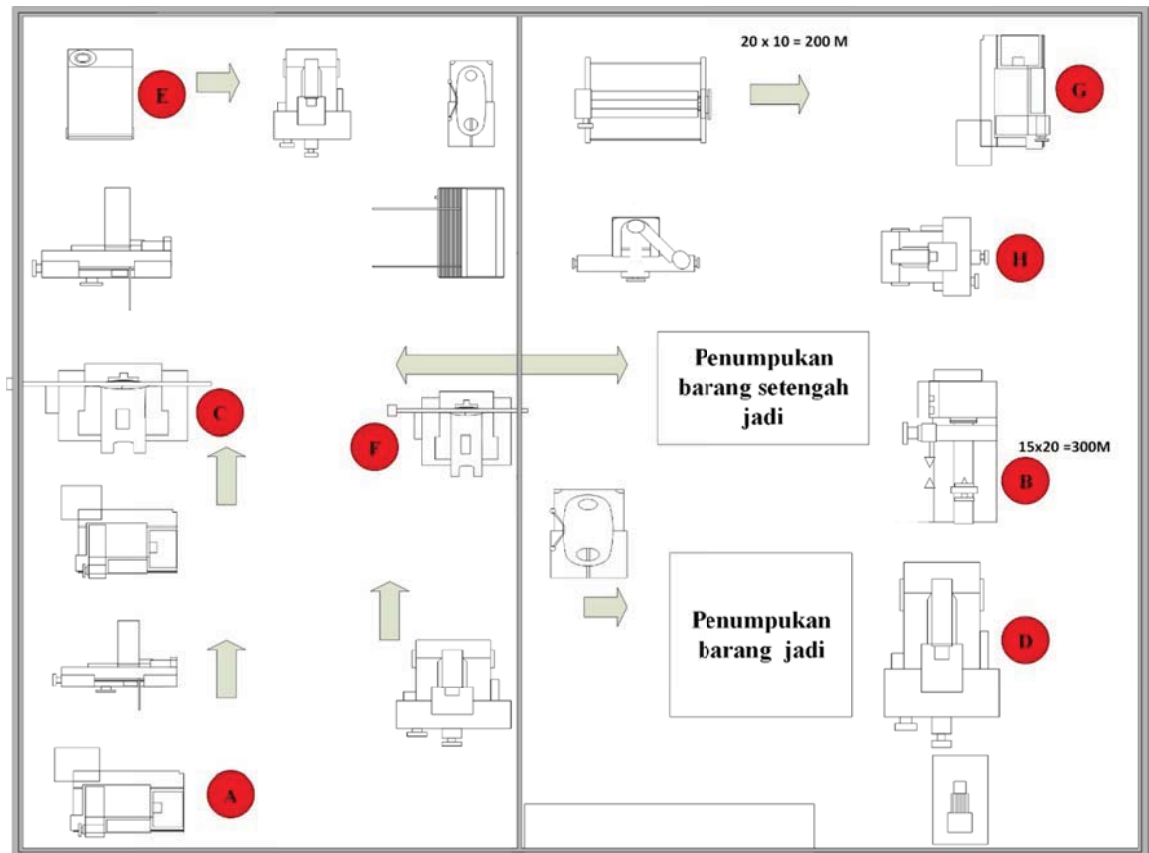 20 x 10 = 200 M
E
G
H
Penumpukan
barang setengah
jadi
C
F
15x20 =300M
B
Penumpukan
barang jadi
D
A